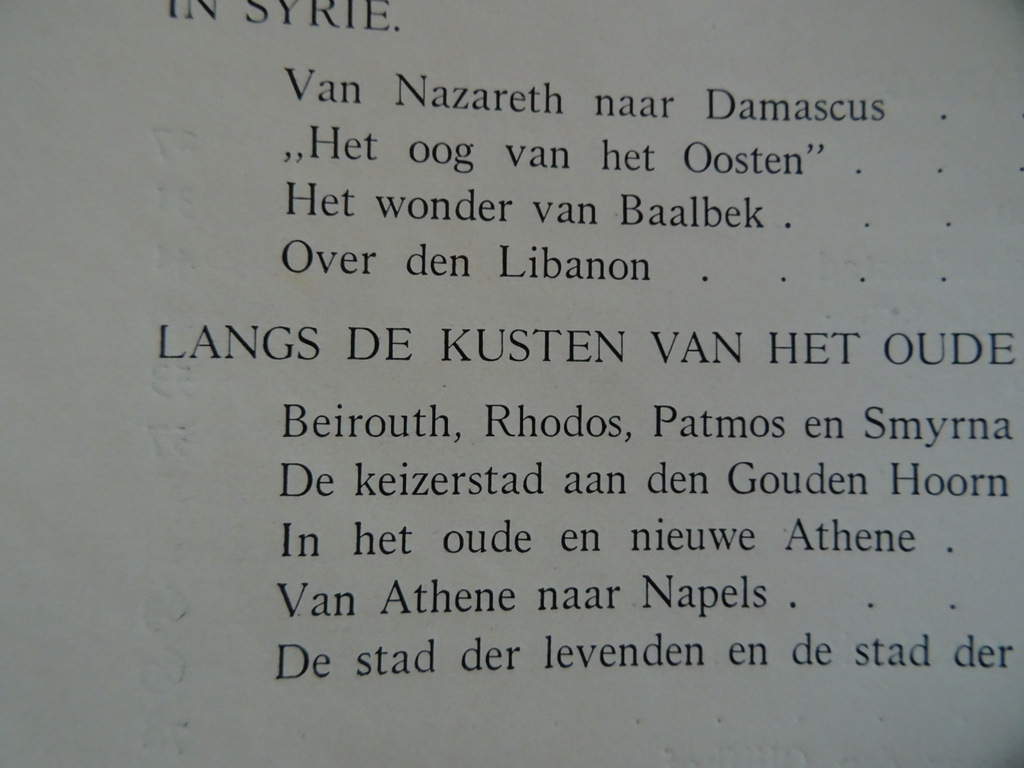 IN SYRIE.
Van Nazareth naar Damascus . .
„Het oog van het Oosten” . . .
Het wonder van Baalbek . . .
Over den Libanon . . . .
LANGS DE KUSTEN VAN HET OUDE
Beirouth, Rhodos, Patmos en Smyrna
De keizerstad aan den Gouden Hoorn
In het oude en nieuwe Athene .
Van Athene naar Napels . . .
De stad der levenden en de stad der